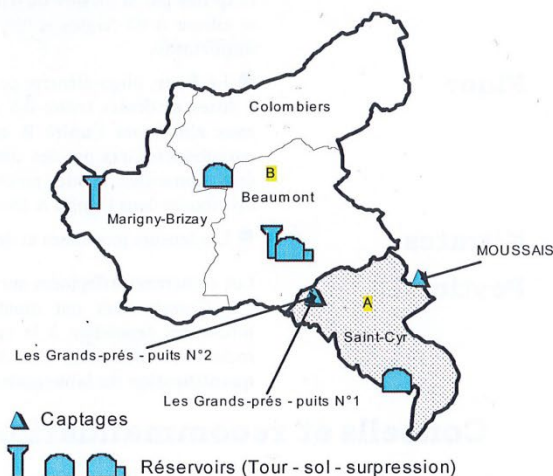 Colombiers
B
Beaumont
Marigny-Brizay
MOUSSAIS
A
Saint-Cyr
Les Grands-prés - puits N°2
Les Grands-prés - puits N°1
Captages
Réservoirs (Tour - sol - surpression)